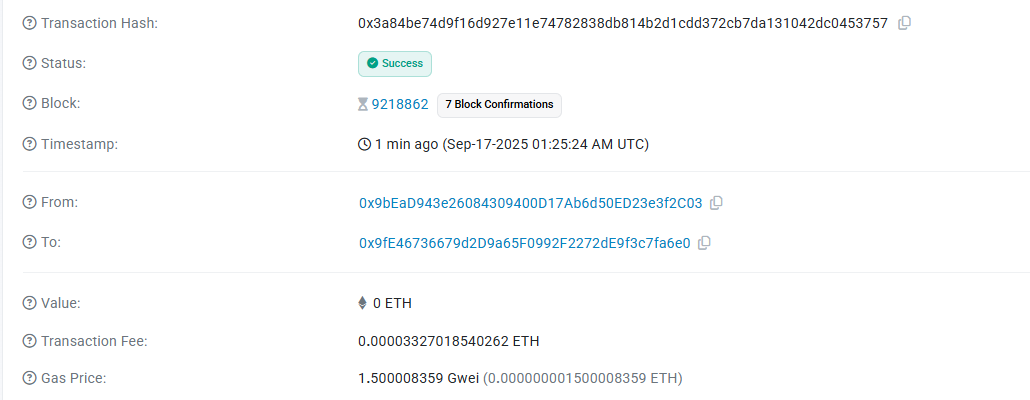 Transaction Hash: 0x3a84be74d9f16d927e11e74782838db814b2d1cdd372cb7da131042dc0453757
Status: Success
Block: 9218862 7 Block Confirmations
Timestamp: 1 min ago (Sep-17-2025 01:25:24 AM UTC)
From: 0x9bEaD943e26084309400D17Ab6d50ED23e3f2C03
To: 0x9fE46736679d2D9a65F0992F2272dE9f3c7fa6e0
Value: 0 ETH
Transaction Fee: 0.00003327018540262 ETH
Gas Price: 1.500008359 Gwei (0.000000001500008359 ETH)